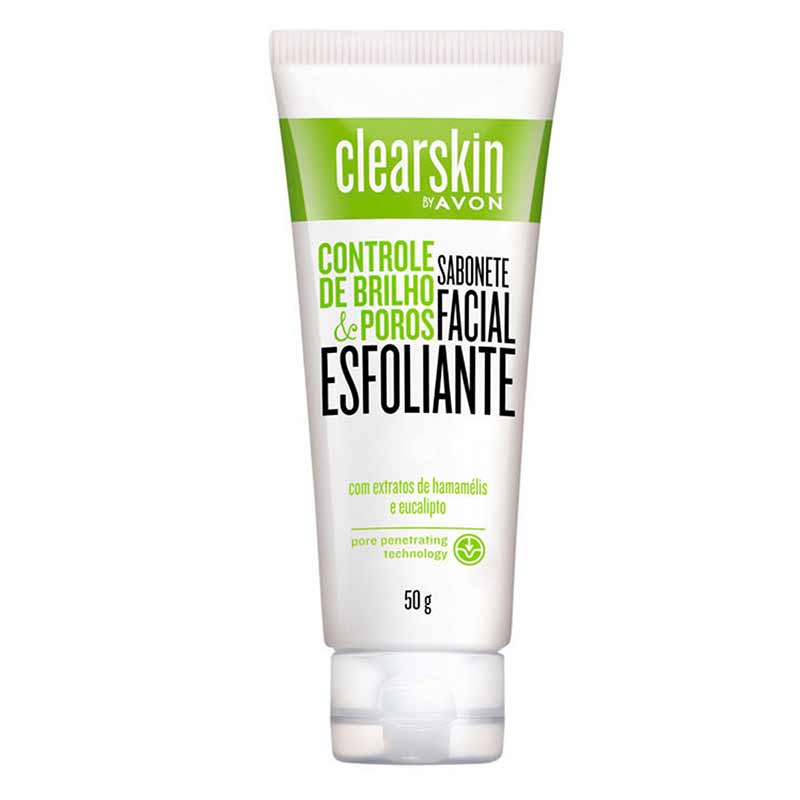 clearskin
BY AVON
CONTROLE
DE BRILHO
& POROS
SABONETE
FACIAL
ESFOLIANTE
com extratos de hamamélis
e eucalipto
pore penetrating
technology
50 g